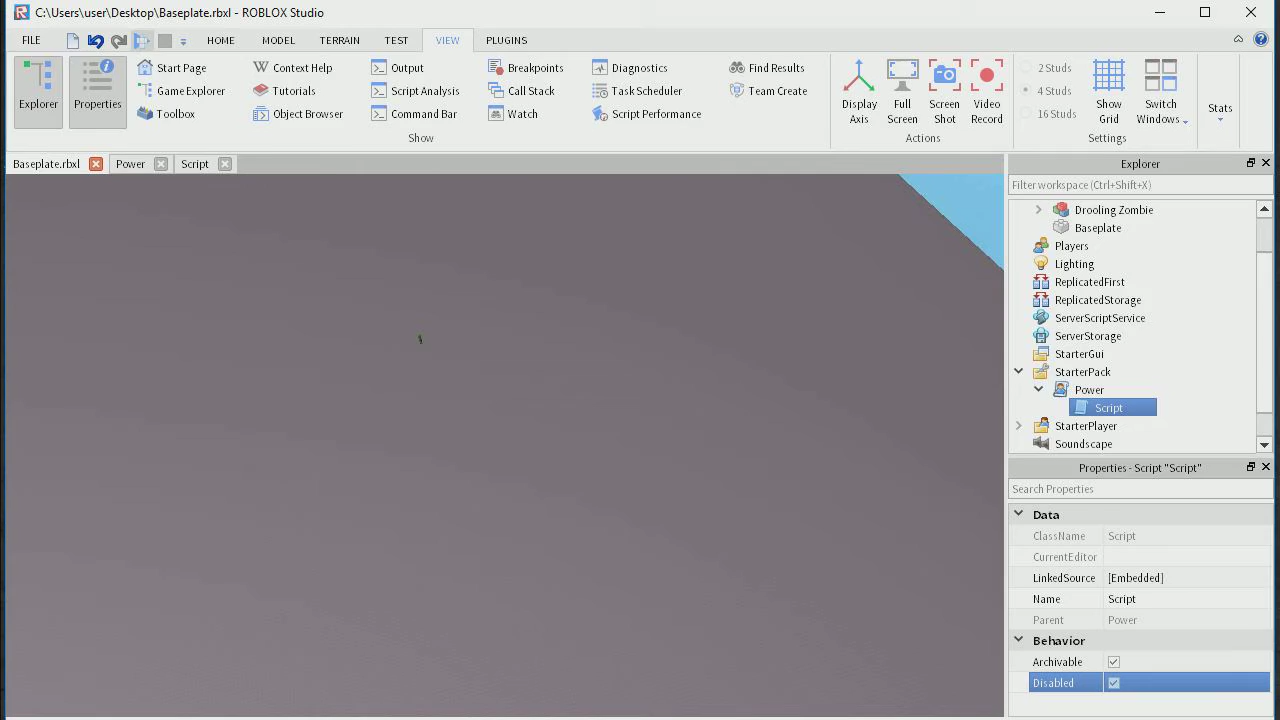 C:\Users\user\Desktop\Baseplate.rbxl - ROBLOX Studio
FILE HOME MODEL TERRAIN TEST VIEW PLUGINS
Explorer
Properties
Start Page
Game Explorer
Toolbox
Context Help
Tutorials
Object Browser
Output
Script Analysis
Command Bar
Breakpoints
Call Stack
Watch
Diagnostics
Task Scheduler
Script Performance
Find Results
Team Create
Show
Display
Axis
Full
Screen
Screen
Shot
Video
Record
Actions
2 Studs
4 Studs
16 Studs
Show
Grid
Switch
Windows
Settings
Stats
Baseplate.rbxl
Power
Script
Explorer
Filter workspace (Ctrl+Shift+X)
Drooling Zombie
Baseplate
Players
Lighting
ReplicatedFirst
ReplicatedStorage
ServerScriptService
ServerStorage
StarterGui
StarterPack
Power
Script
StarterPlayer
Soundscape
Properties - Script "Script"
Search Properties
Data
ClassName Script
CurrentEditor
LinkedSource [Embedded]
Name Script
Parent Power
Behavior
Archivable
Disabled